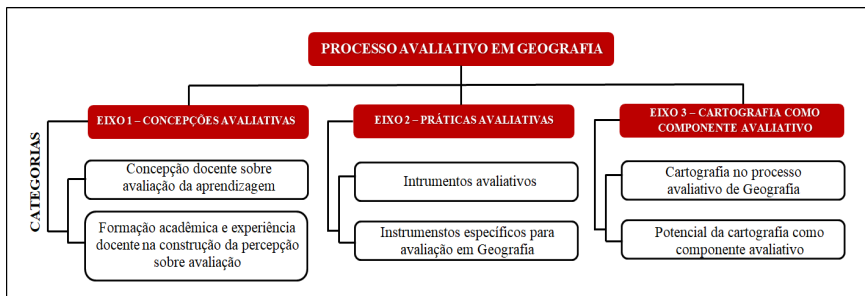 PROCESSO AVALIATIVO EM GEOGRAFIA
EIXO 1 – CONCEPÇÕES AVALIATIVAS
EIXO 2 – PRÁTICAS AVALIATIVAS
EIXO 3 – CARTOGRAFIA COMO
COMPONENTE AVALIATIVO
CATEGORIAS
Concepção docente sobre
avaliação da aprendizagem
Formação acadêmica e experiência
docente na construção da percepção
sobre avaliação
Intrumentos avaliativos
Instrumenstos específicos para
avaliação em Geografia
Cartografia no processo
avaliativo de Geografia
Potencial da cartografia como
componente avaliativo